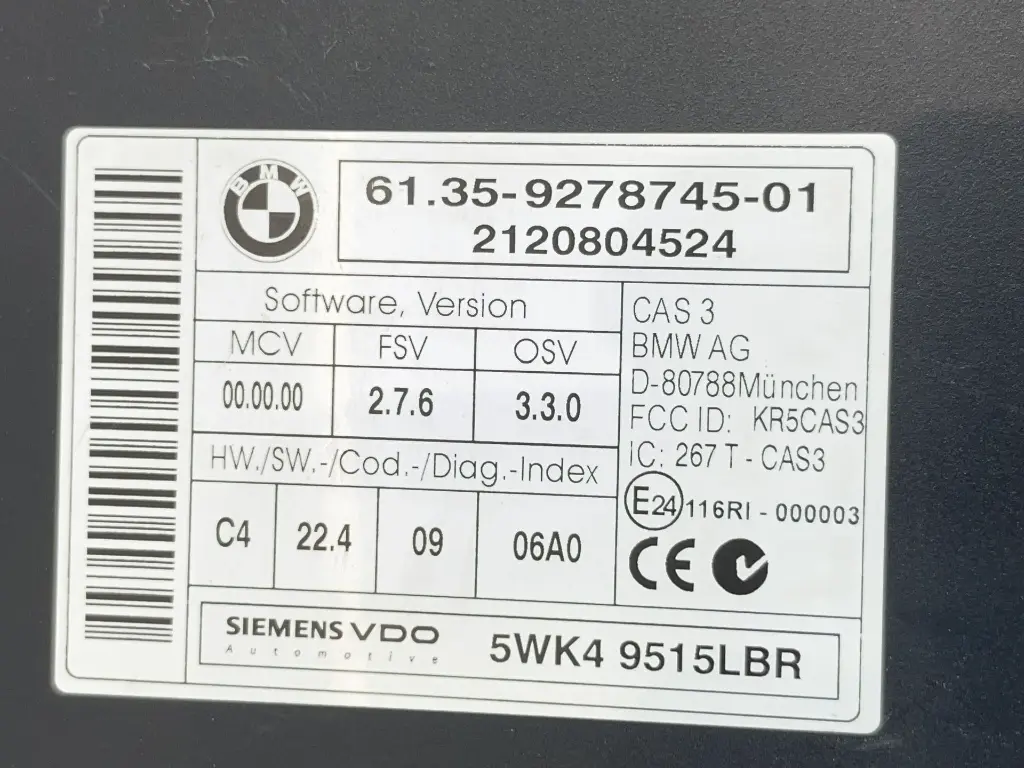 BMW
61.35-9278745-01
2120804524
Software, Version
MCV FSV OSV
00.00.00 2.7.6 3.3.0
HW./SW.-/Cod.-/Diag.-Index
C4 22.4 09 06A0
CAS 3
BMW AG
D-80788München
FCC ID: KR5CAS3
IC: 267 T - CAS3
E24 116RI - 000003
CE
SIEMENS VDO
Automotive
5WK4 9515LBR